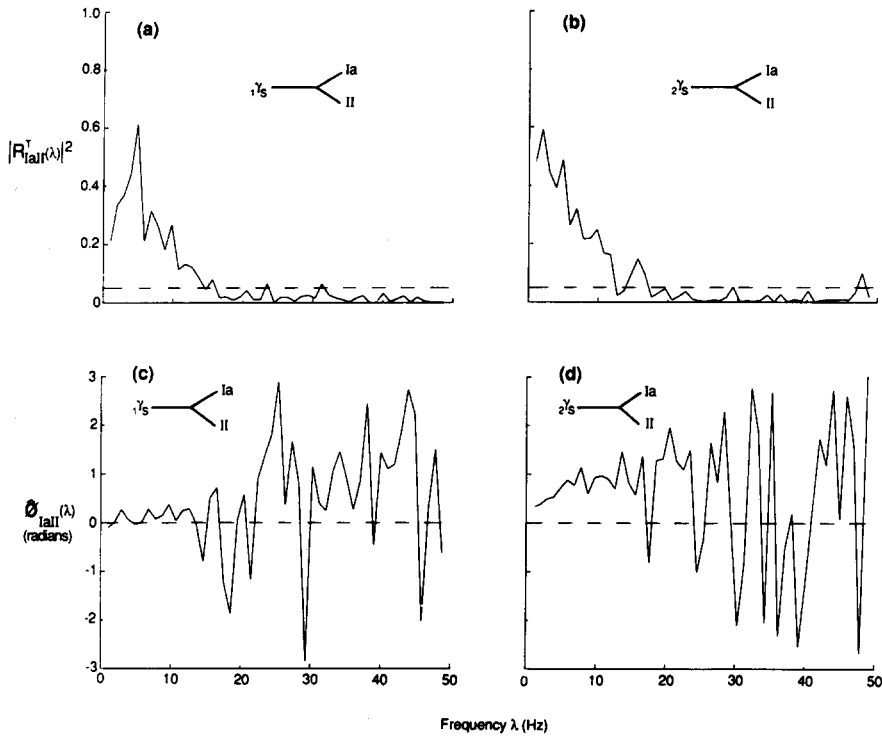 (a)
(b)
1.0
0.8
0.6
0.4
0.2
0
|R^T_IaII(λ)|²
₁γs
Ia
II
₂γs
Ia
II
(c)
(d)
3
2
1
0
-1
-2
-3
₁γs
Ia
II
₂γs
Ia
II
φ̂_IaII(λ)
(radians)
0 10 20 30 40 50
0 10 20 30 40 50
Frequency λ (Hz)